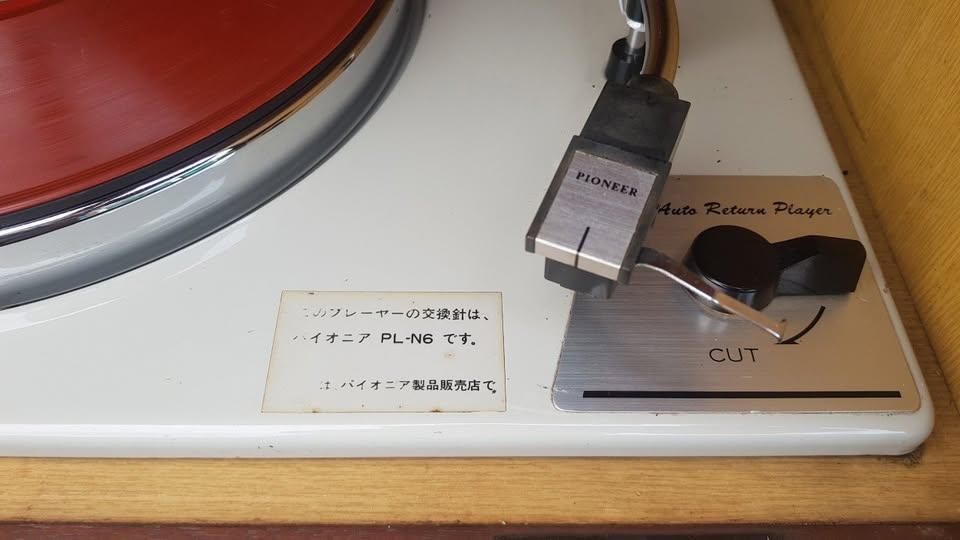 PIONEER
Auto Return Player
CUT
このプレーヤーの交換針は、
パイオニア PL-N6 です。
は、パイオニア製品販売店で。